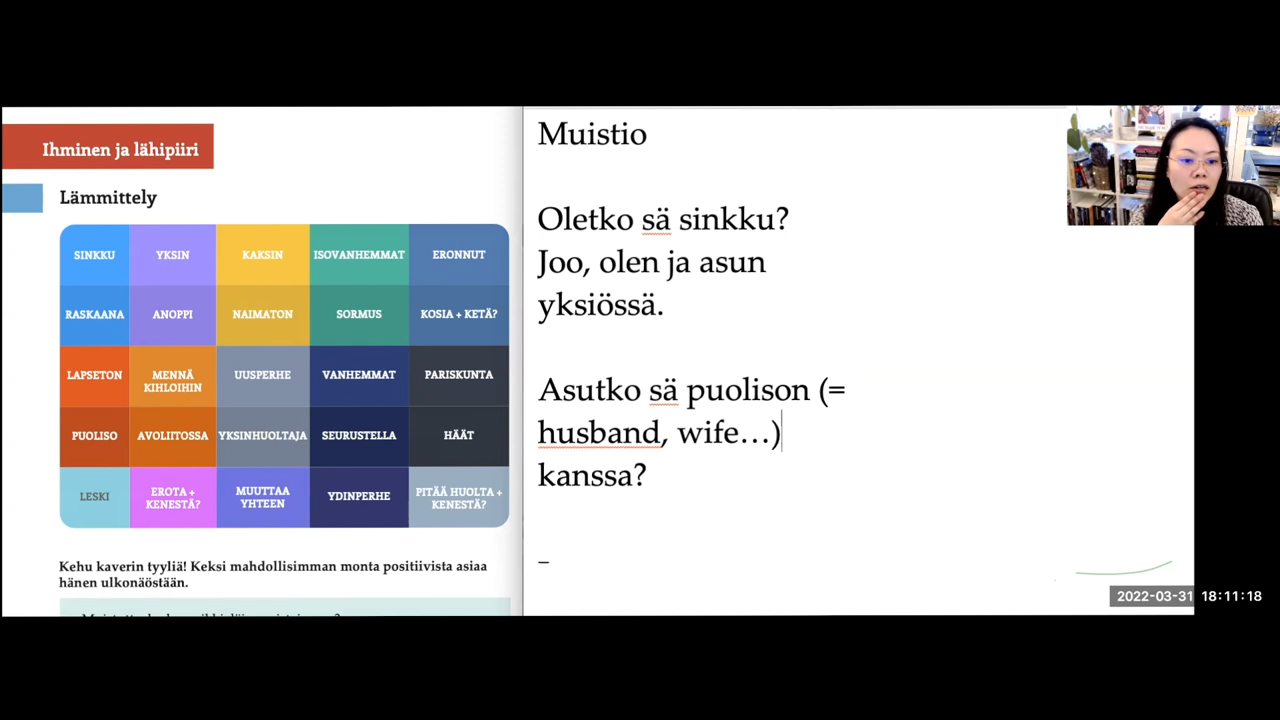 Ihminen ja lähipiiri
Lämmittely
SINKKU
YKSIN
KAKSIN
ISOVANHEMMAT
ERONNUT
RASKAANA
ANOPPI
NAIMATON
SORMUS
KOSIA + KETÄ?
LAPSETON
MENNÄ
KIHLOIHIN
UUSPERHE
VANHEMMAT
PARISKUNTA
PUOLISO
AVOLIITOSSA
YKSINHUOLTAJA
SEURUSTELLA
HÄÄT
LESKI
EROTA +
KENESTÄ?
MUUTTAA
YHTEEN
YDINPERHE
PITÄÄ HUOLTA +
KENESTÄ?
Kehu kaverin tyyliä! Keksi mahdollisimman monta positiivista asiaa
hänen ulkonäöstään.
Muistio
Oletko sä sinkku?
Joo, olen ja asun
yksiössä.
Asutko sä puolison (=
husband, wife…)
kanssa?
–
2022-03-31 18:11:18